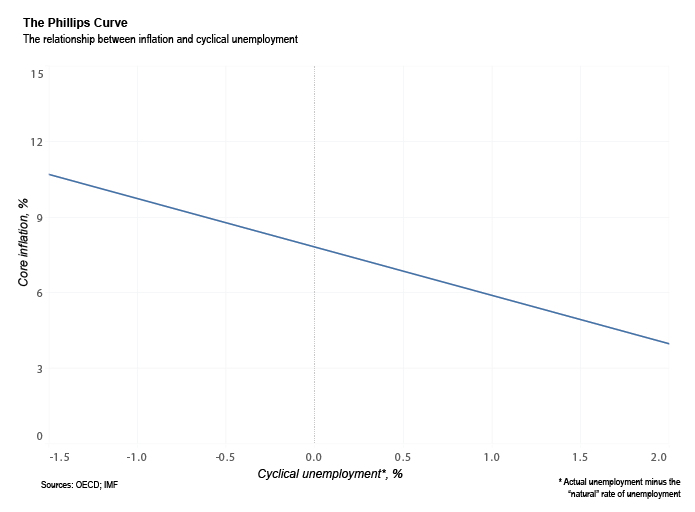 The Phillips Curve
The relationship between inflation and cyclical unemployment
15
12
9
6
3
0
Core inflation, %
-1.5 -1.0 -0.5 0.0 0.5 1.0 1.5 2.0
Cyclical unemployment*, %
Sources: OECD; IMF
* Actual unemployment minus the
“natural” rate of unemployment